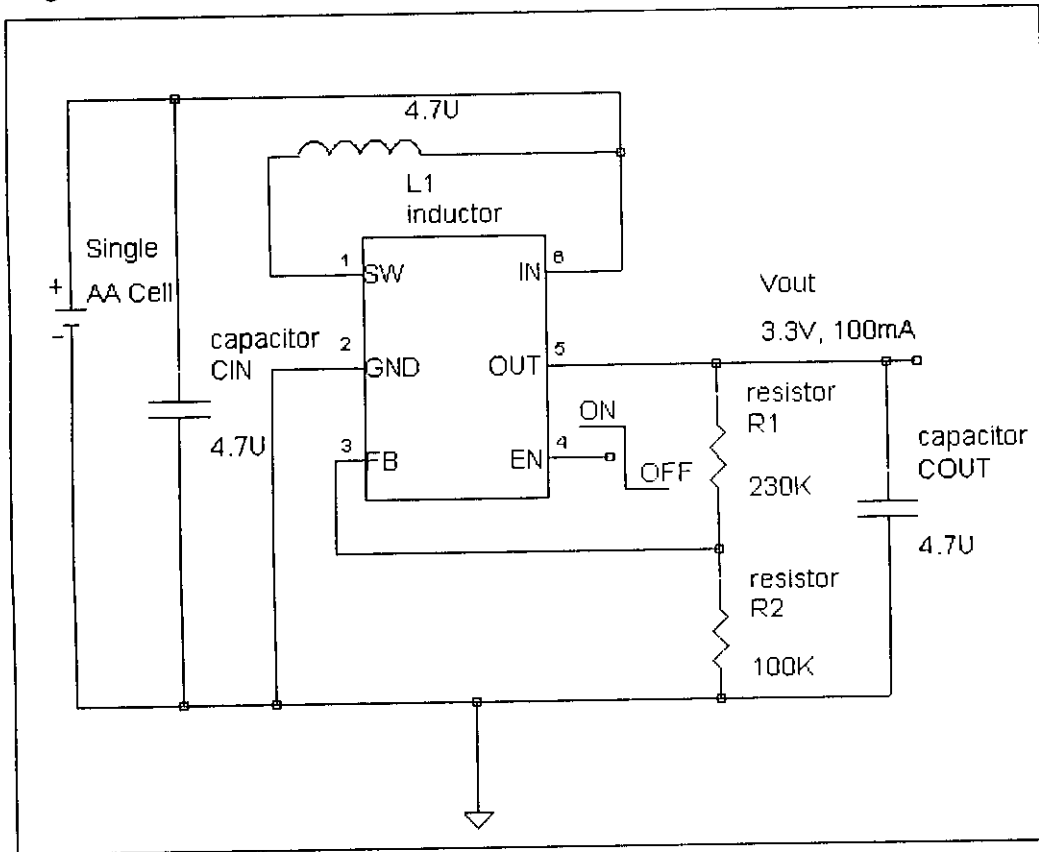 4.7U
L1
inductor
Single
AA Cell
+
-
capacitor
CIN
4.7U
1
SW
2
GND
3
FB
IN
6
OUT
5
EN
4
ON
OFF
Vout
3.3V, 100mA
resistor
R1
230K
capacitor
COUT
4.7U
resistor
R2
100K